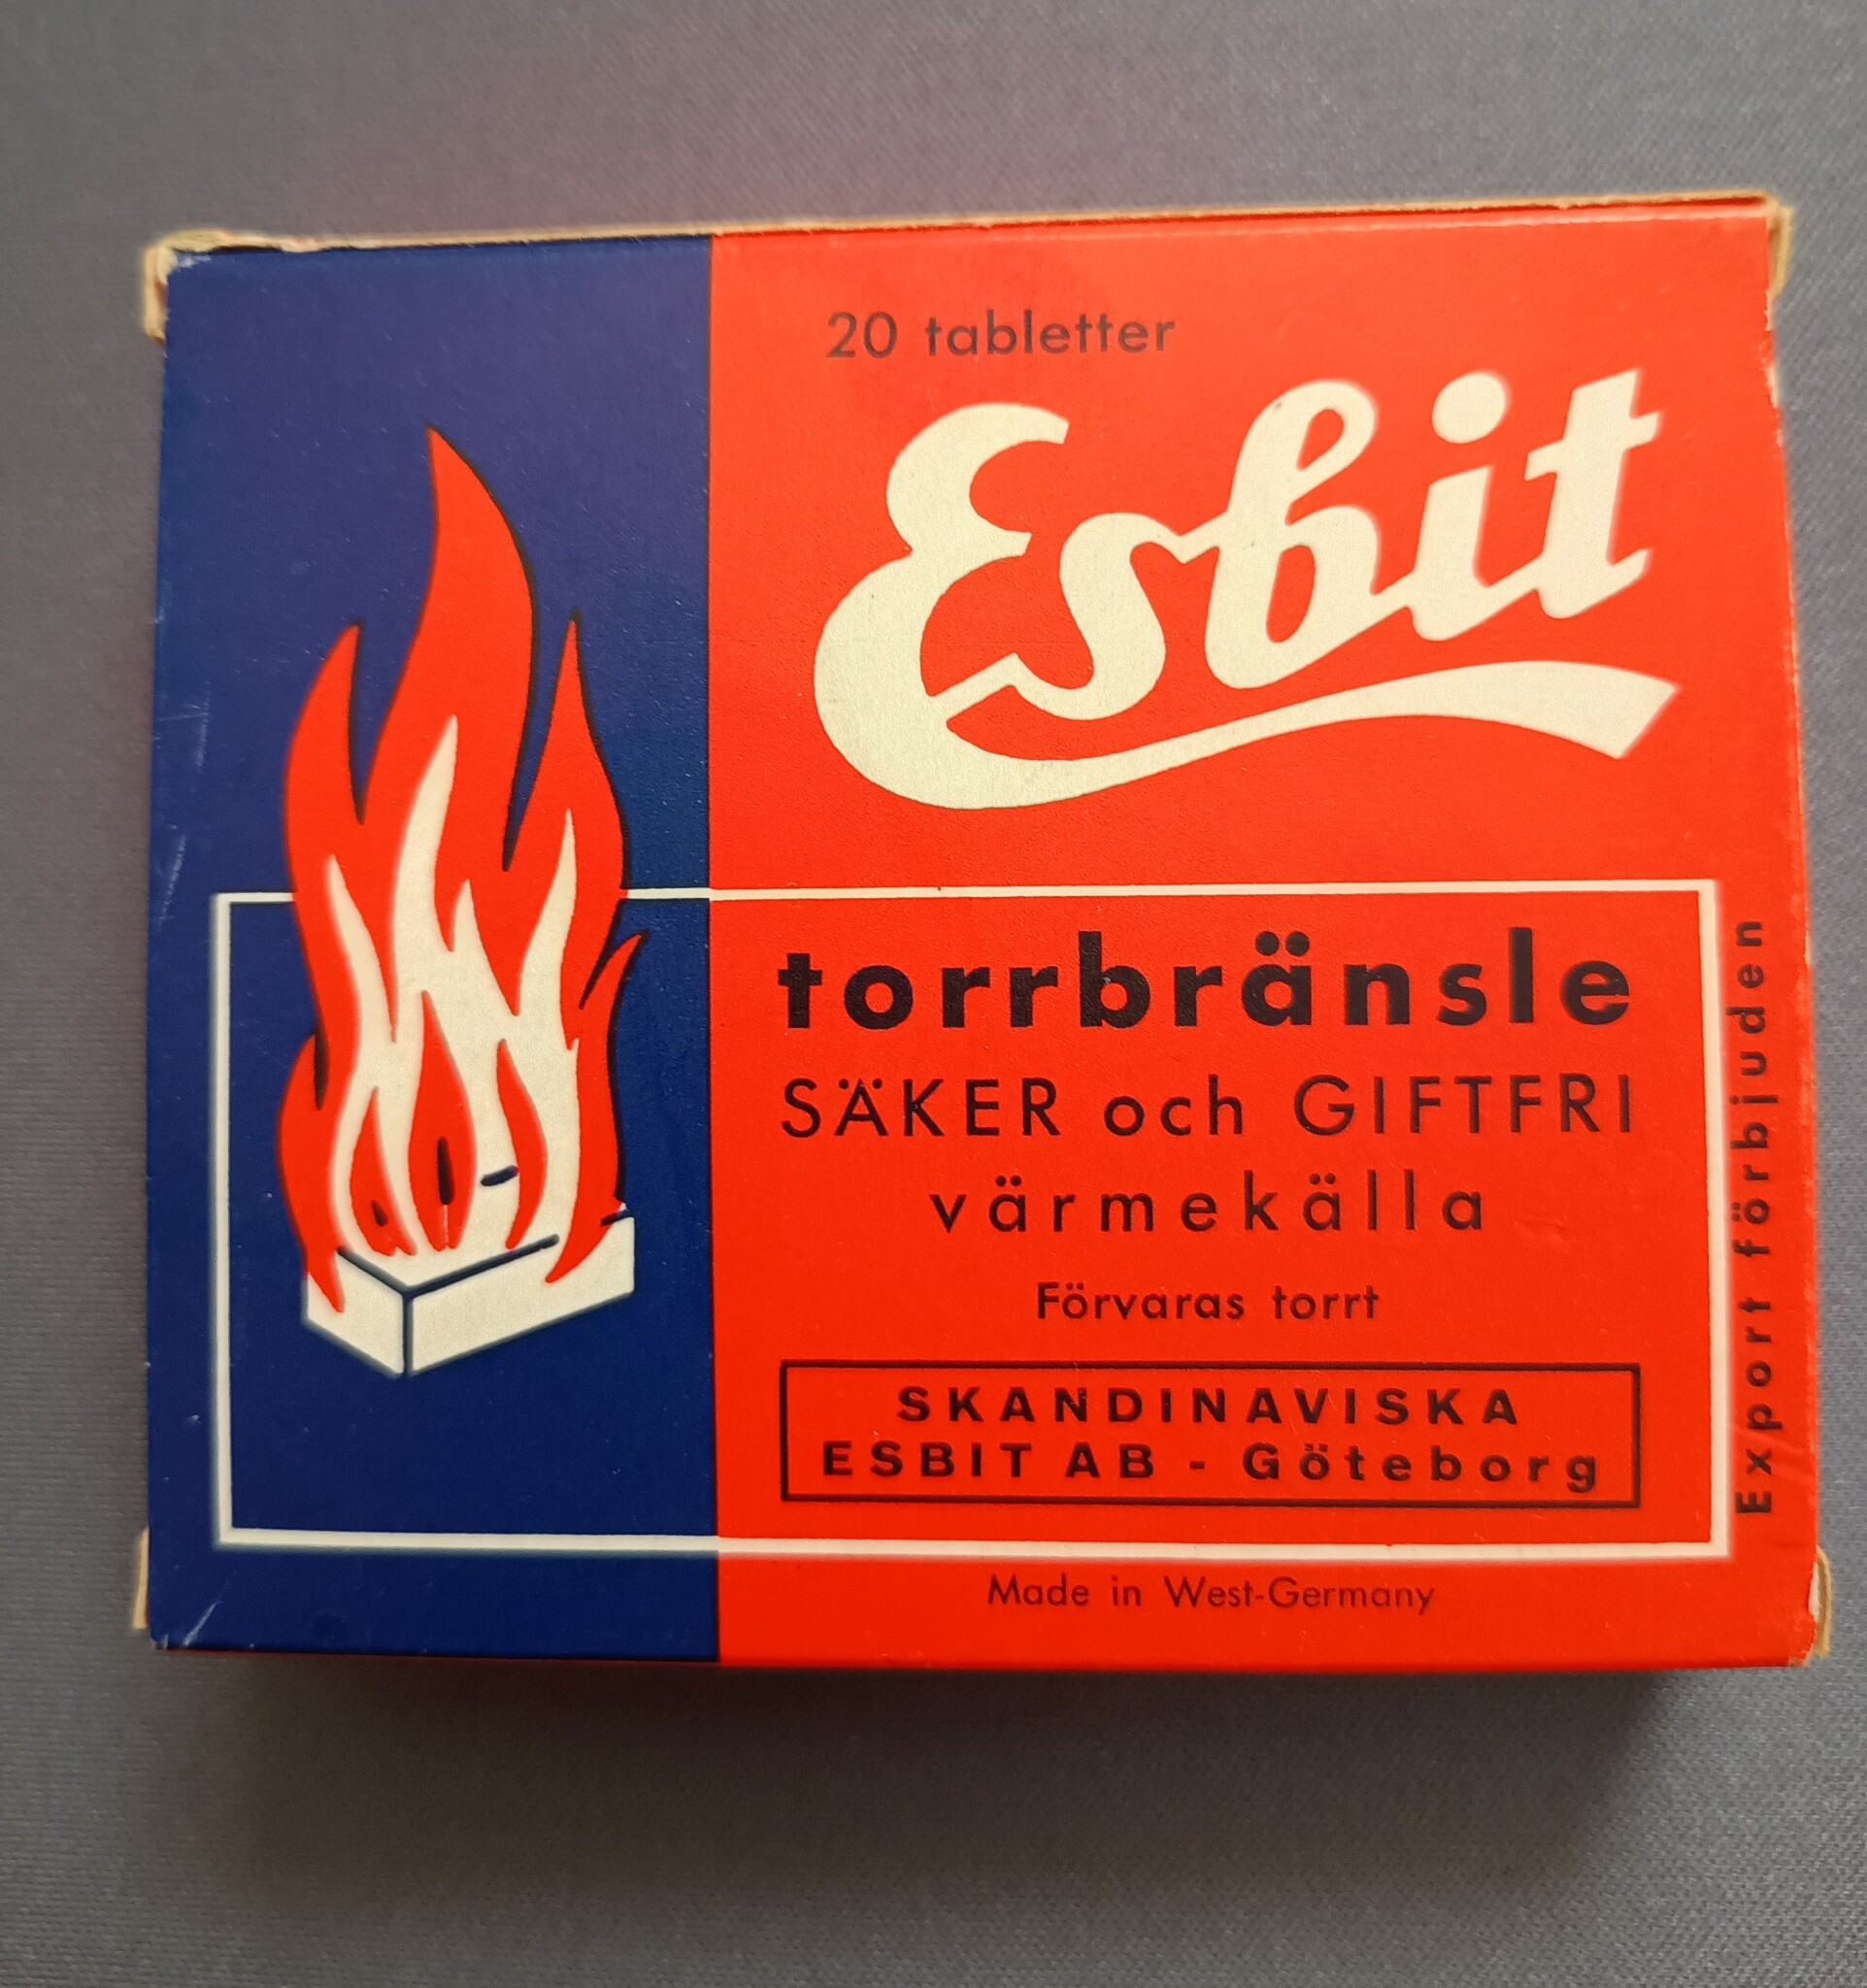 20 tabletter
Esbit
torrbränsle
SÄKER och GIFTFRI
värmekälla
Förvaras torrt
SKANDINAVISKA
ESBIT AB - Göteborg
Made in West-Germany
Export förbjuden